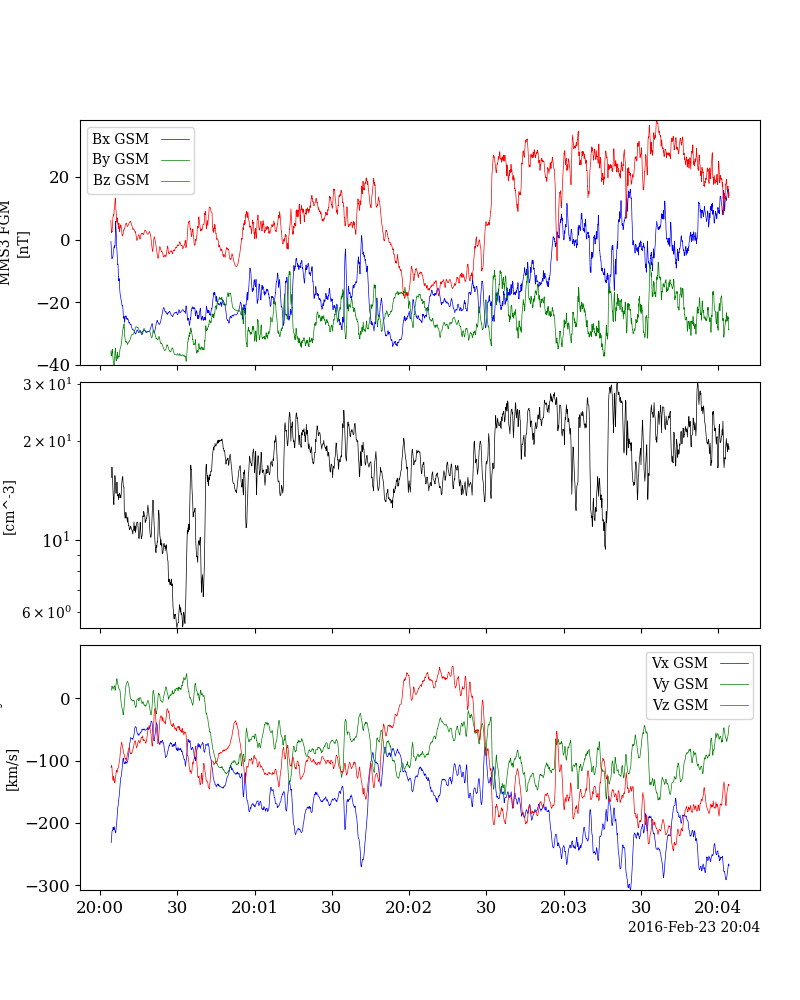 Bx GSM
By GSM
Bz GSM
MMS3 FGM
[nT]
20
0
−20
−40
3×10¹
2×10¹
10¹
6×10⁰
[cm^-3]
Vx GSM
Vy GSM
Vz GSM
[km/s]
0
−100
−200
−300
20:00 30 20:01 30 20:02 30 20:03 30 20:04
2016-Feb-23 20:04